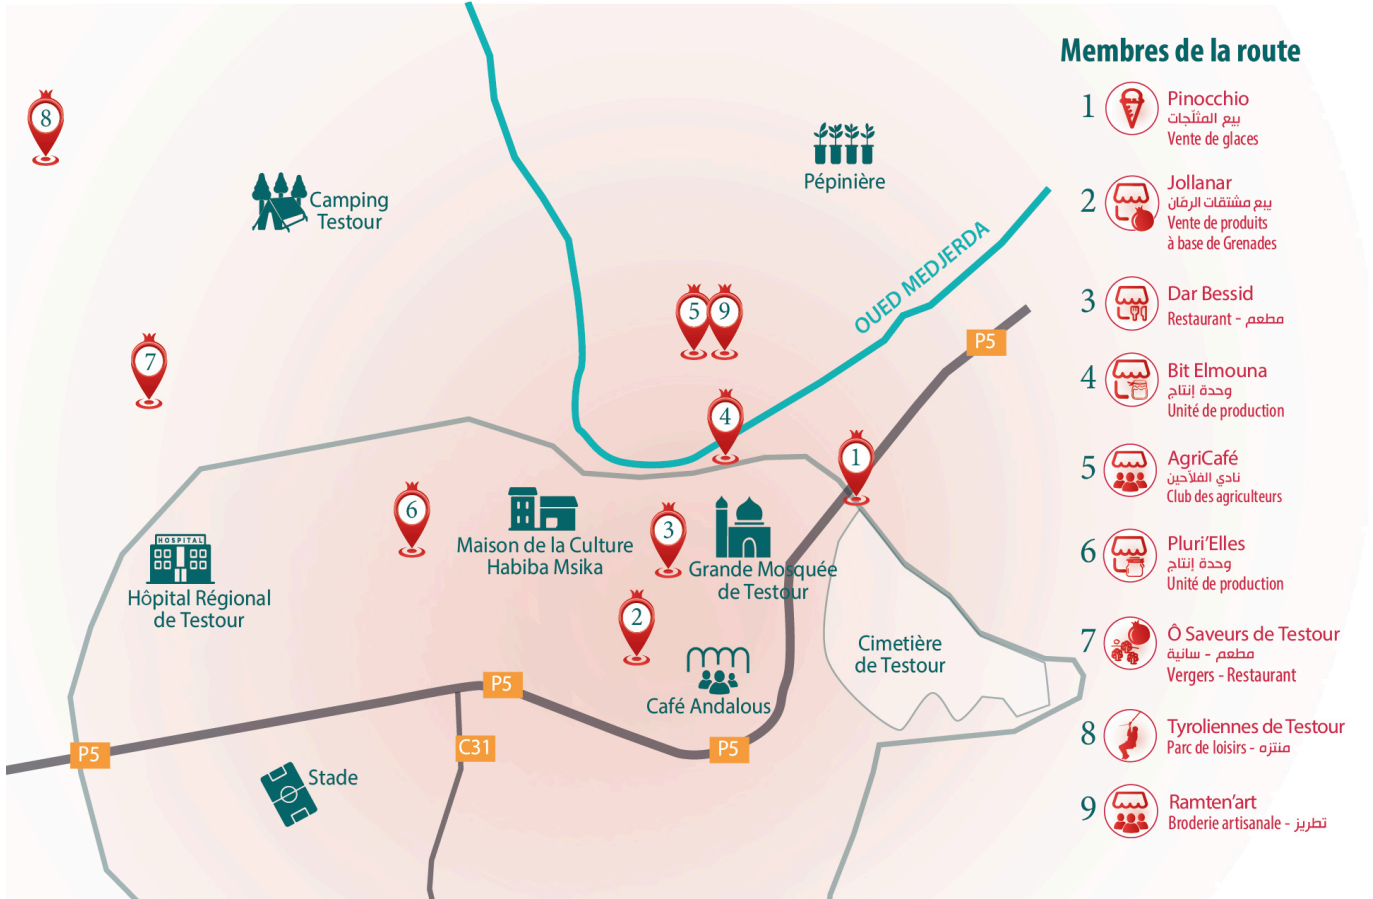 Membres de la route
1
Pinocchio
بيع المثلّجات
Vente de glaces
2
Jollanar
بيع مشتقات الرمّان
Vente de produits
à base de Grenades
3
Dar Bessid
Restaurant - مطعم
4
Bit Elmouna
وحدة إنتاج
Unité de production
5
AgriCafé
نادي الفلاّحين
Club des agriculteurs
6
Pluri'Elles
وحدة إنتاج
Unité de production
7
Ô Saveurs de Testour
مطعم - سانية
Vergers - Restaurant
8
Tyroliennes de Testour
Parc de loisirs - منتزه
9
Ramten'art
Broderie artisanale - تطريز
8
Camping
Testour
Pépinière
OUED MEDJERDA
5
9
P5
7
4
1
6
3
HOSPITAL
Hôpital Régional
de Testour
Maison de la Culture
Habiba Msika
Grande Mosquée
de Testour
2
Cimetière
de Testour
Café Andalous
P5
P5
C31
P5
Stade